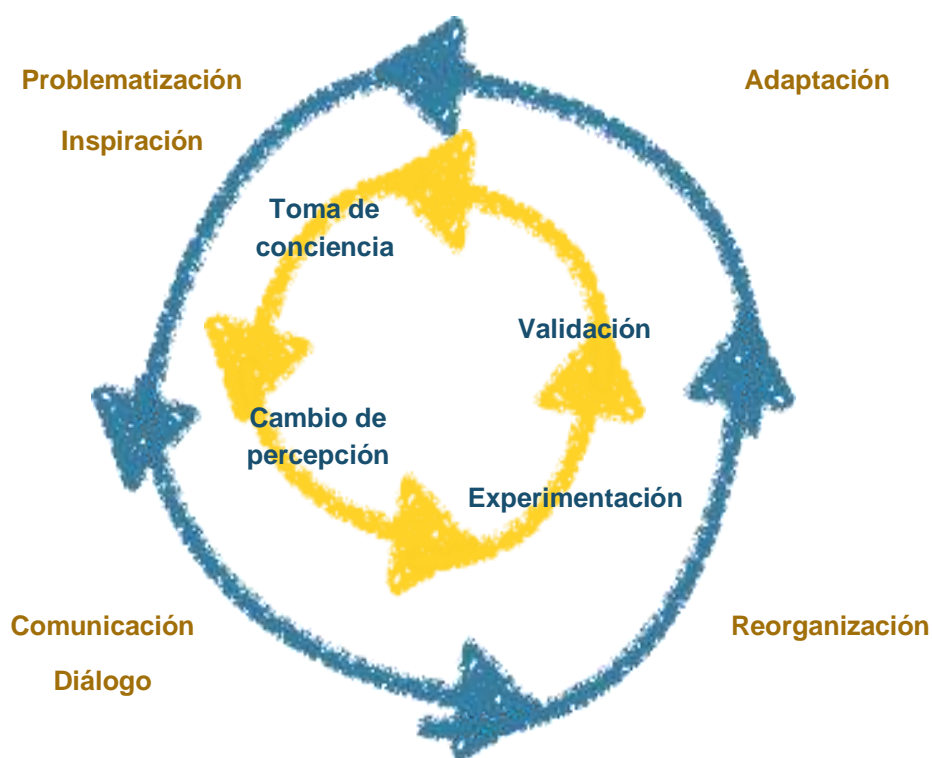 Problematización
Adaptación
Inspiración
Toma de
conciencia
Validación
Cambio de
percepción
Experimentación
Comunicación
Reorganización
Diálogo